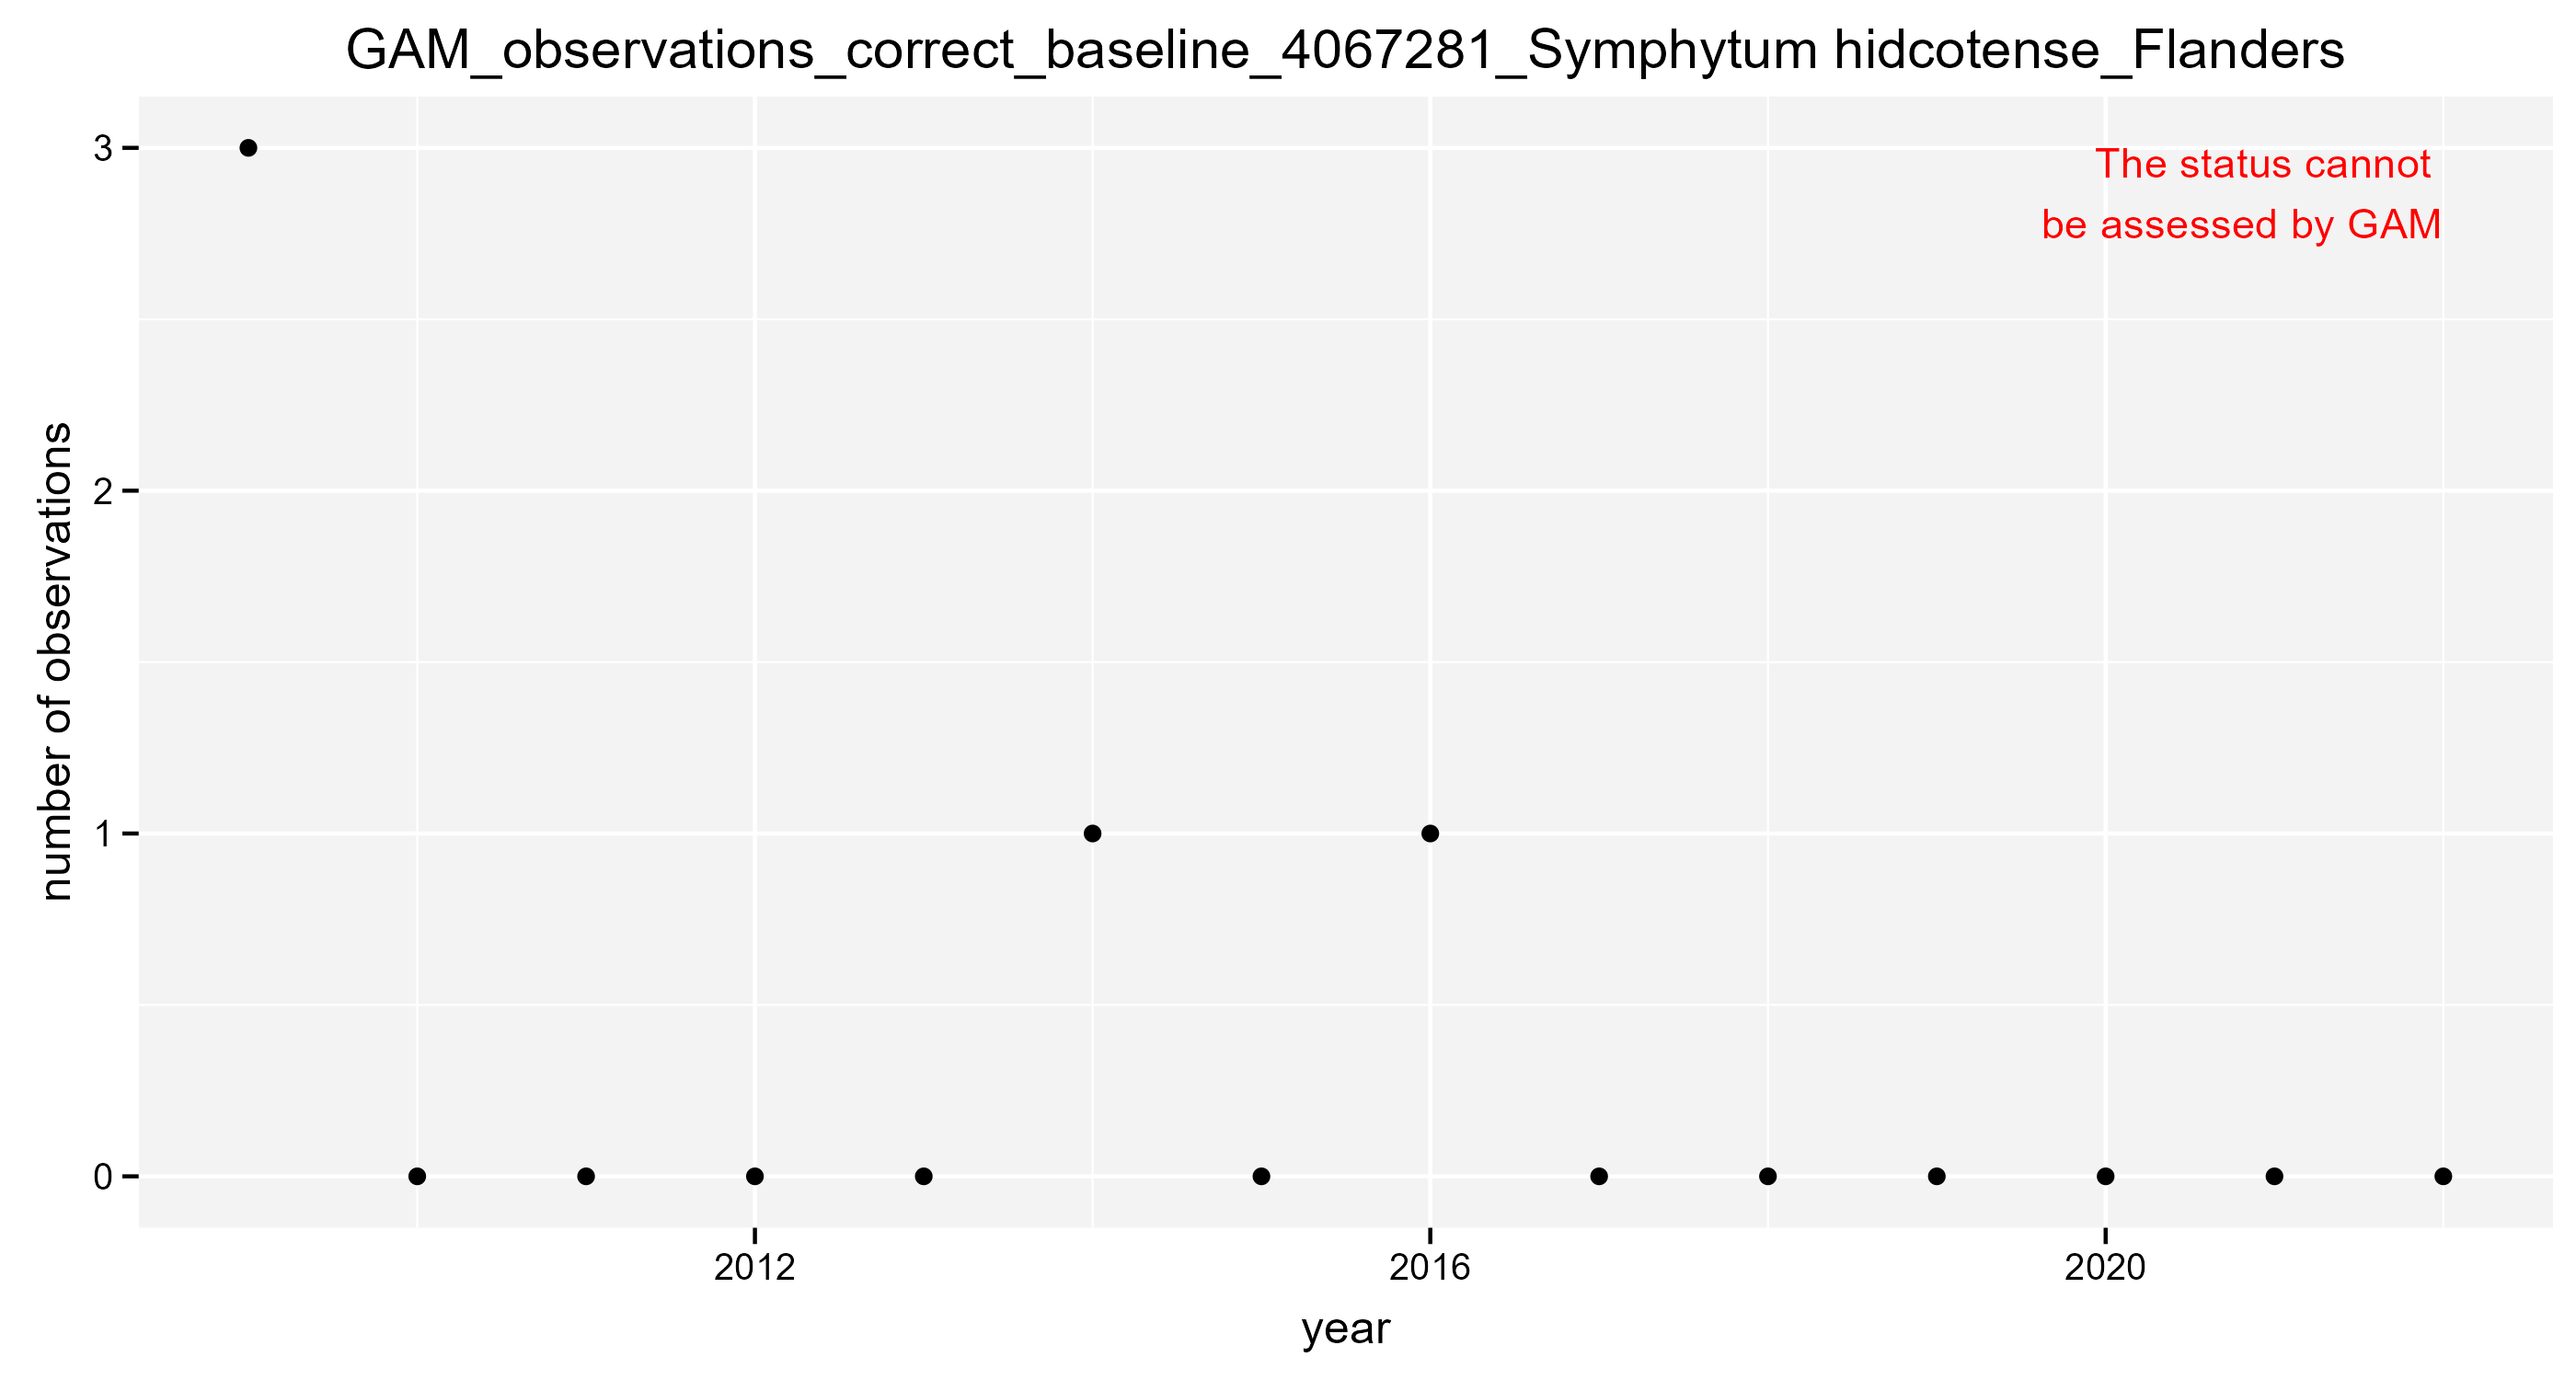 GAM_observations_correct_baseline_4067281_Symphytum hidcotense_Flanders
The status cannot
be assessed by GAM
number of observations
3
2
1
0
2012
2016
2020
year